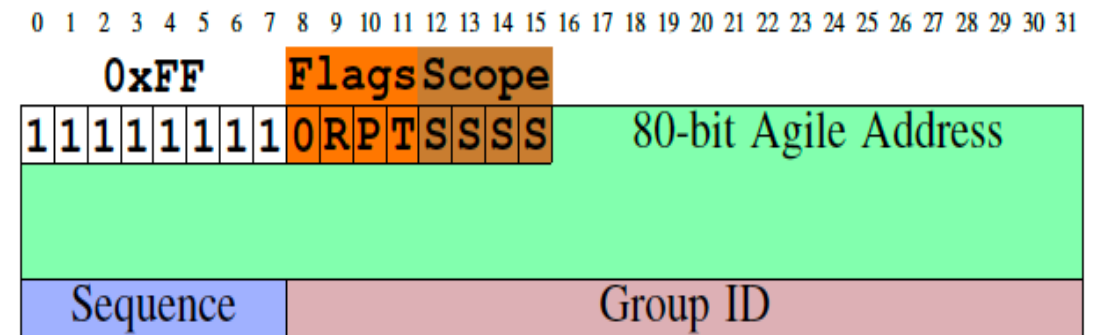 0 1 2 3 4 5 6 7 8 9 10 11 12 13 14 15 16 17 18 19 20 21 22 23 24 25 26 27 28 29 30 31
0xFF Flags Scope
1 1 1 1 1 1 1 1 0 R P T S S S S 80-bit Agile Address
Sequence Group ID